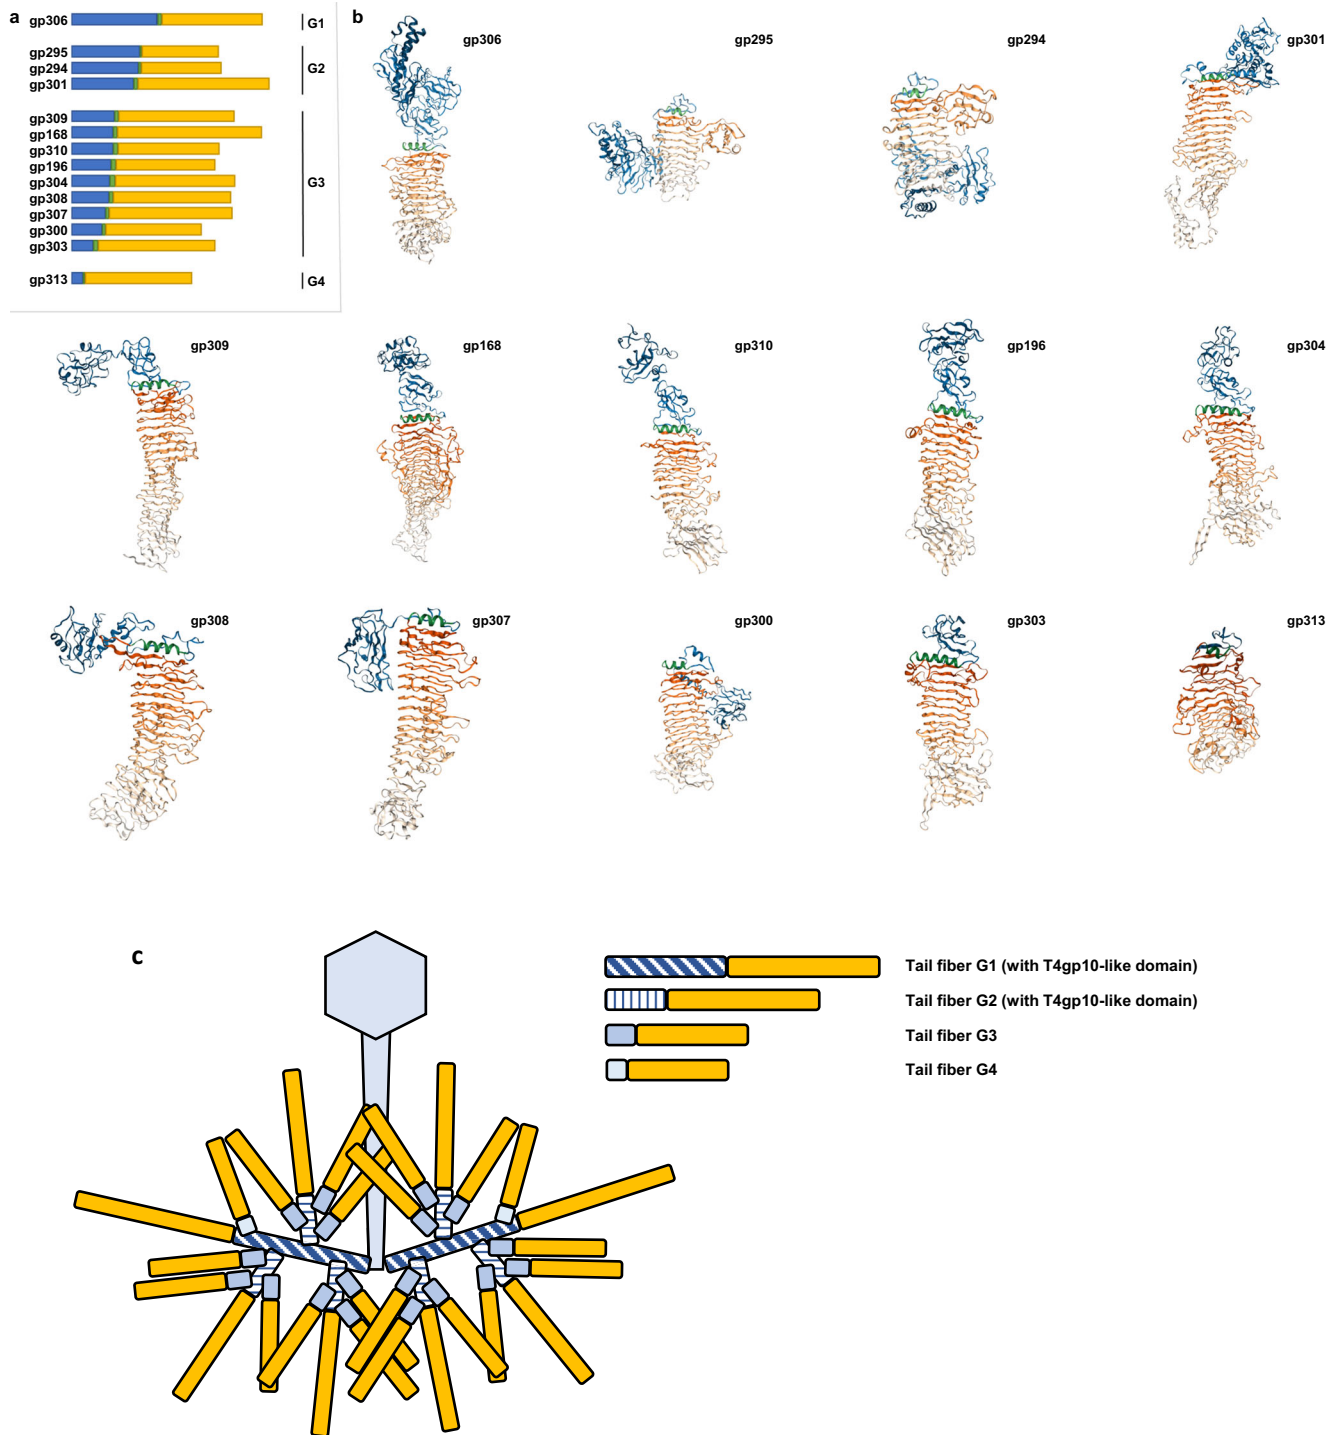 a
gp306
G1
gp295
gp294
gp301
G2
gp309
gp168
gp310
gp196
gp304
gp308
gp307
gp300
gp303
G3
gp313
G4
b
gp306
gp295
gp294
gp301
gp309
gp168
gp310
gp196
gp304
gp308
gp307
gp300
gp303
gp313
c
Tail fiber G1 (with T4gp10-like domain)
Tail fiber G2 (with T4gp10-like domain)
Tail fiber G3
Tail fiber G4